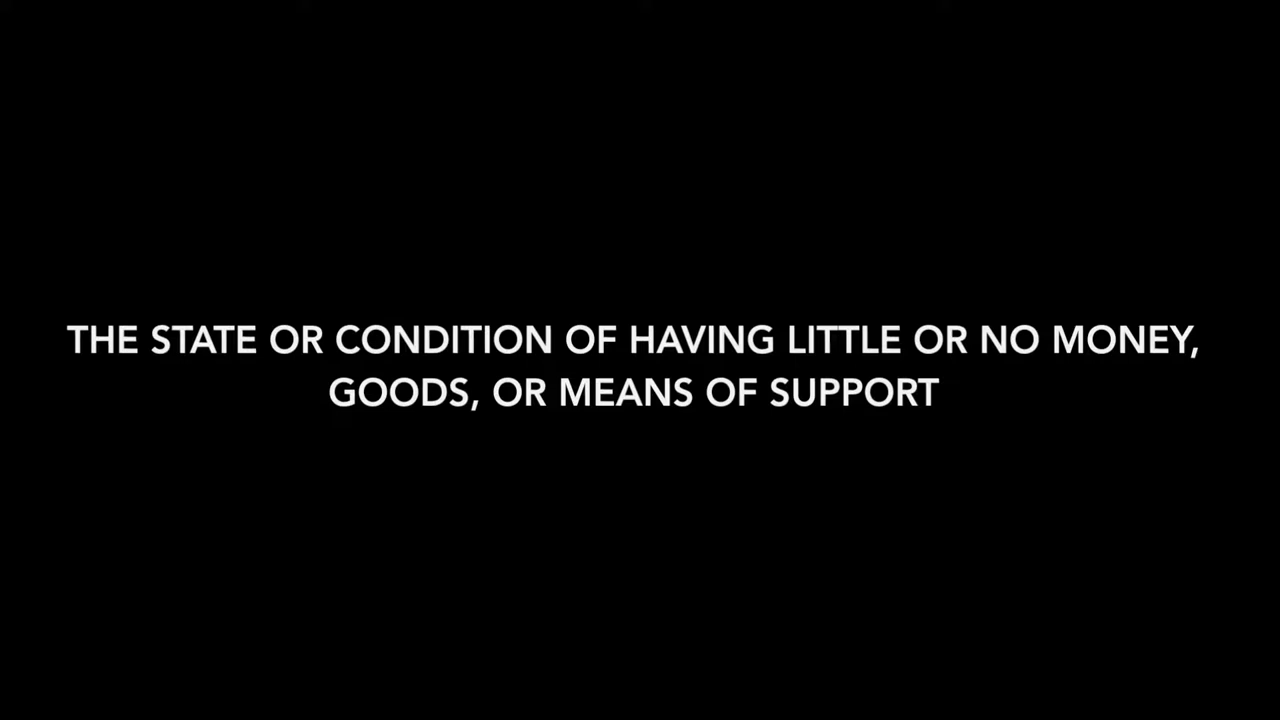 THE STATE OR CONDITION OF HAVING LITTLE OR NO MONEY,
GOODS, OR MEANS OF SUPPORT